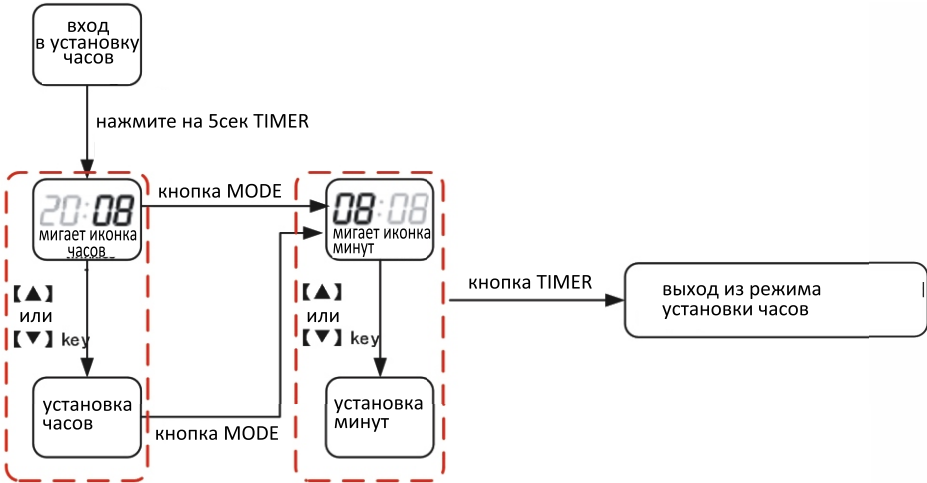 вход
в установку
часов
нажмите на 5сек TIMER
20:08
мигает иконка
часов
кнопка MODE
08:08
мигает иконка
минут
【▲】
или
【▼】key
【▲】
или
【▼】key
кнопка TIMER
выход из режима
установки часов
установка
часов
кнопка MODE
установка
минут